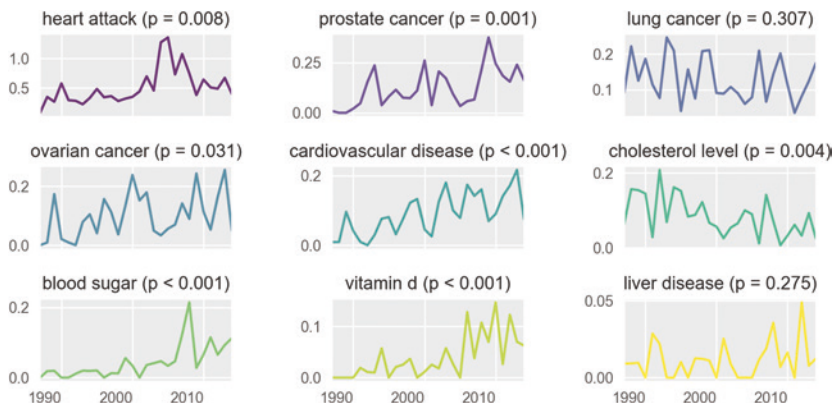 heart attack (p = 0.008)
1.0
0.5
prostate cancer (p = 0.001)
0.25
0.00
lung cancer (p = 0.307)
0.2
0.1
ovarian cancer (p = 0.031)
0.2
0.0
cardiovascular disease (p < 0.001)
0.2
0.0
cholesterol level (p = 0.004)
0.2
0.0
blood sugar (p < 0.001)
0.2
0.0
1990 2000 2010
vitamin d (p < 0.001)
0.1
0.0
1990 2000 2010
liver disease (p = 0.275)
0.05
0.00
1990 2000 2010